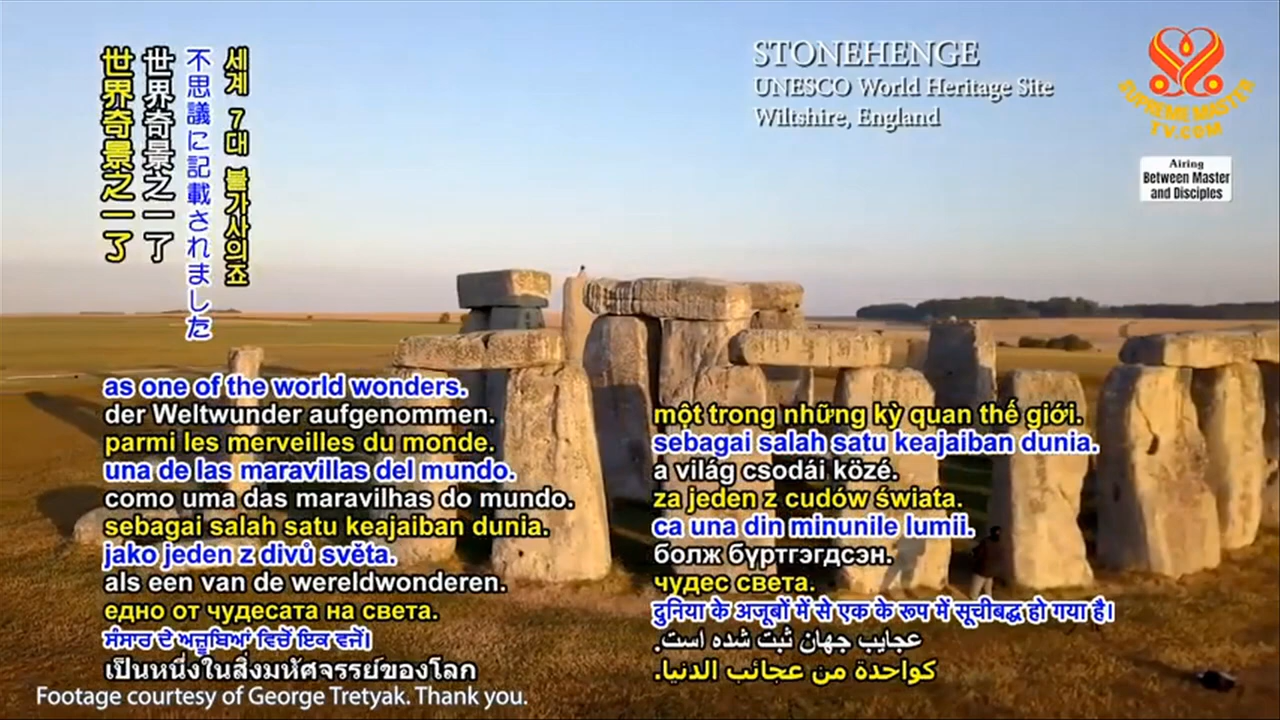 世界奇景之一了
世界奇景之一了
不思議に記載されました
세계 7대 불가사의죠
STONEHENGE
UNESCO World Heritage Site
Wiltshire, England
SUPREME MASTER
TV.COM
Airing
Between Master
and Disciples
as one of the world wonders.
der Weltwunder aufgenommen.
parmi les merveilles du monde.
una de las maravillas del mundo.
como uma das maravilhas do mundo.
sebagai salah satu keajaiban dunia.
jako jeden z divů světa.
als een van de wereldwonderen.
едно от чудесата на света.
ਸੰਸਾਰ ਦੇ ਅਜੂਬਿਆਂ ਵਿਚੋਂ ਇਕ ਵਜੋਂ।
เป็นหนึ่งในสิ่งมหัศจรรย์ของโลก
một trong những kỳ quan thế giới.
sebagai salah satu keajaiban dunia.
a világ csodái közé.
za jeden z cudów świata.
ca una din minunile lumii.
болж бүртгэгдсэн.
чудес света.
दुनिया के अजूबों में से एक के रूप में सूचीबद्ध हो गया है।
عجایب جهان ثبت شده است.
كواحدة من عجائب الدنيا.
Footage courtesy of George Tretyak. Thank you.